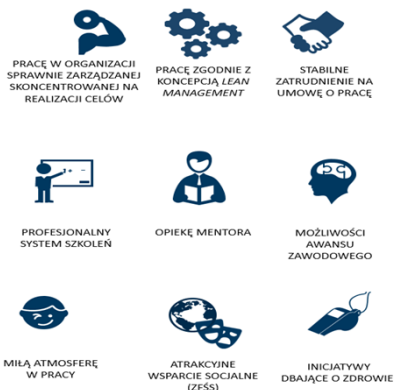 PRACĘ W ORGANIZACJI
SPRAWNIE ZARZĄDZANEJ
SKONCENTROWANEJ NA
REALIZACJI CELÓW
PRACĘ ZGODNIE Z
KONCEPCJĄ LEAN
MANAGEMENT
STABILNE
ZATRUDNIENIE NA
UMOWĘ O PRACĘ
PROFESJONALNY
SYSTEM SZKOLEŃ
OPIEKĘ MENTORA
MOŻLIWOŚCI
AWANSU
ZAWODOWEGO
MIŁĄ ATMOSFERĘ
W PRACY
ATRAKCYJNE
WSPARCIE SOCJALNE
(ZFŚS)
INICJATYWY
DBAJĄCE O ZDROWIE